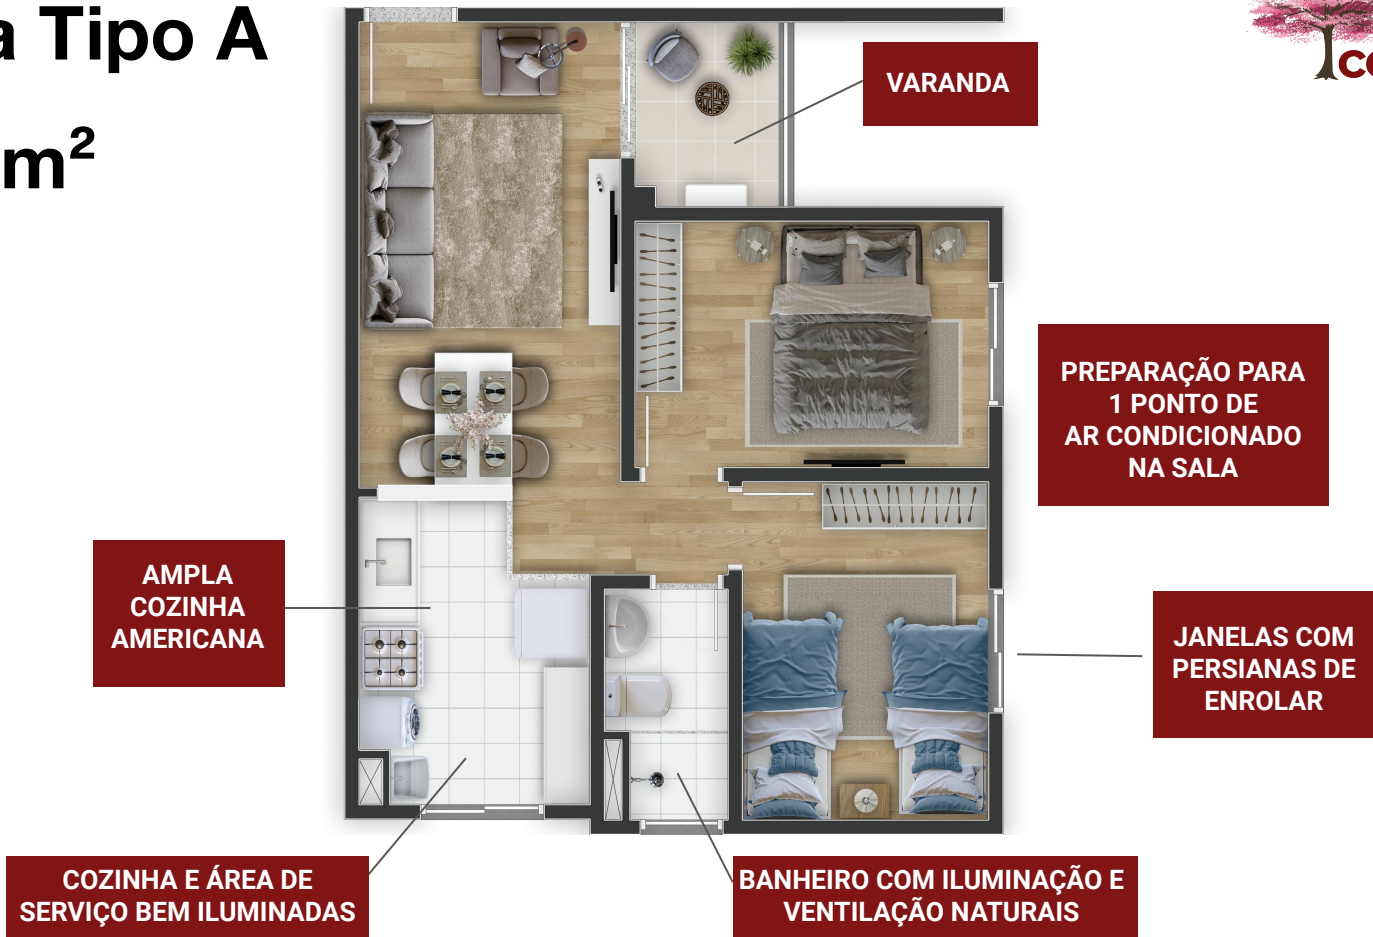 a Tipo A
m²
VARANDA
PREPARAÇÃO PARA
1 PONTO DE
AR CONDICIONADO
NA SALA
AMPLA
COZINHA
AMERICANA
JANELAS COM
PERSIANAS DE
ENROLAR
COZINHA E ÁREA DE
SERVIÇO BEM ILUMINADAS
BANHEIRO COM ILUMINAÇÃO E
VENTILAÇÃO NATURAIS